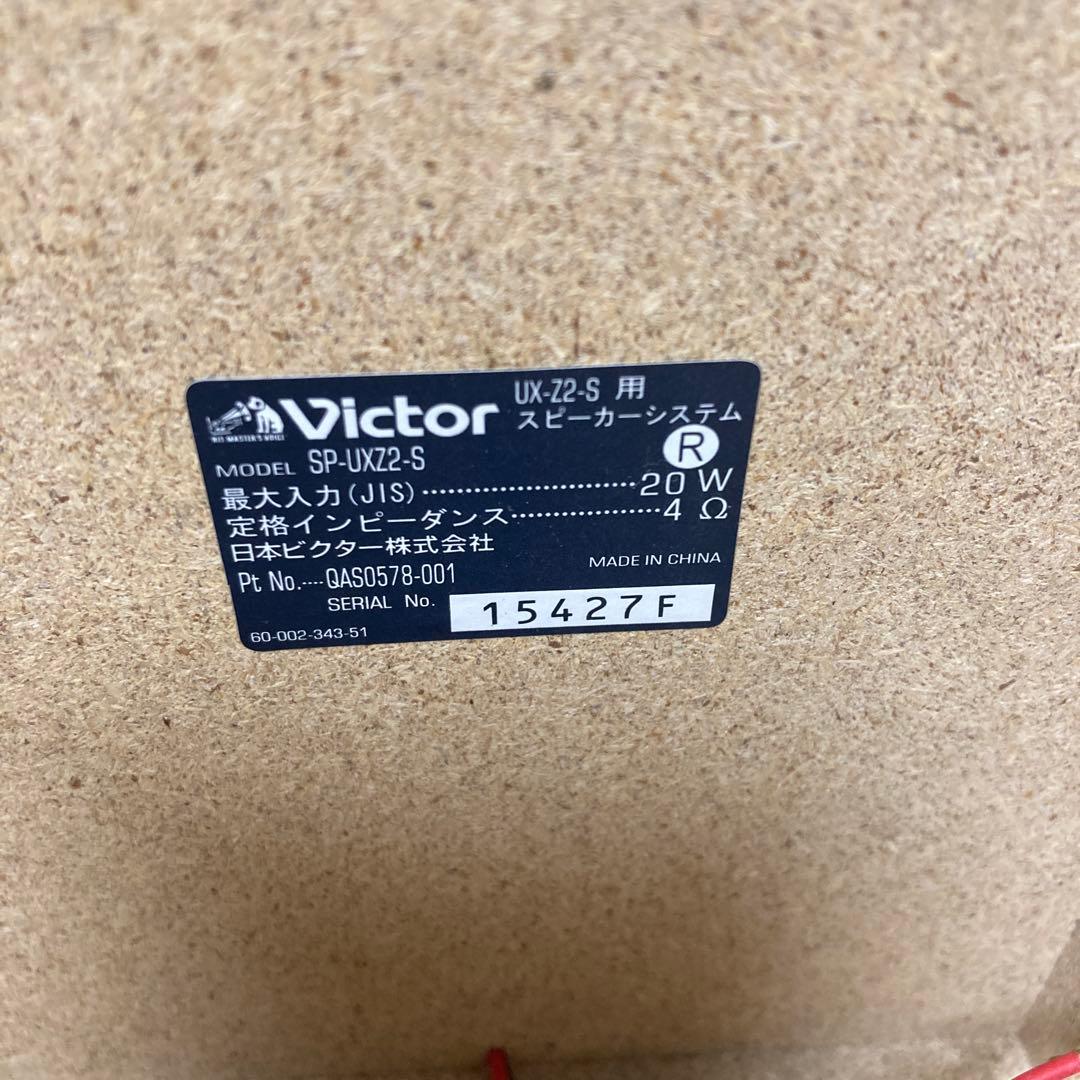 HIS MASTER'S VOICE
Victor
UX-Z2-S 用
スピーカーシステム
MODEL SP-UXZ2-S
R
最大入力(JIS)························20 W
定格インピーダンス·················4 Ω
日本ビクター株式会社
MADE IN CHINA
Pt No.----QAS0578-001
SERIAL No. 15427F
60-002-343-51